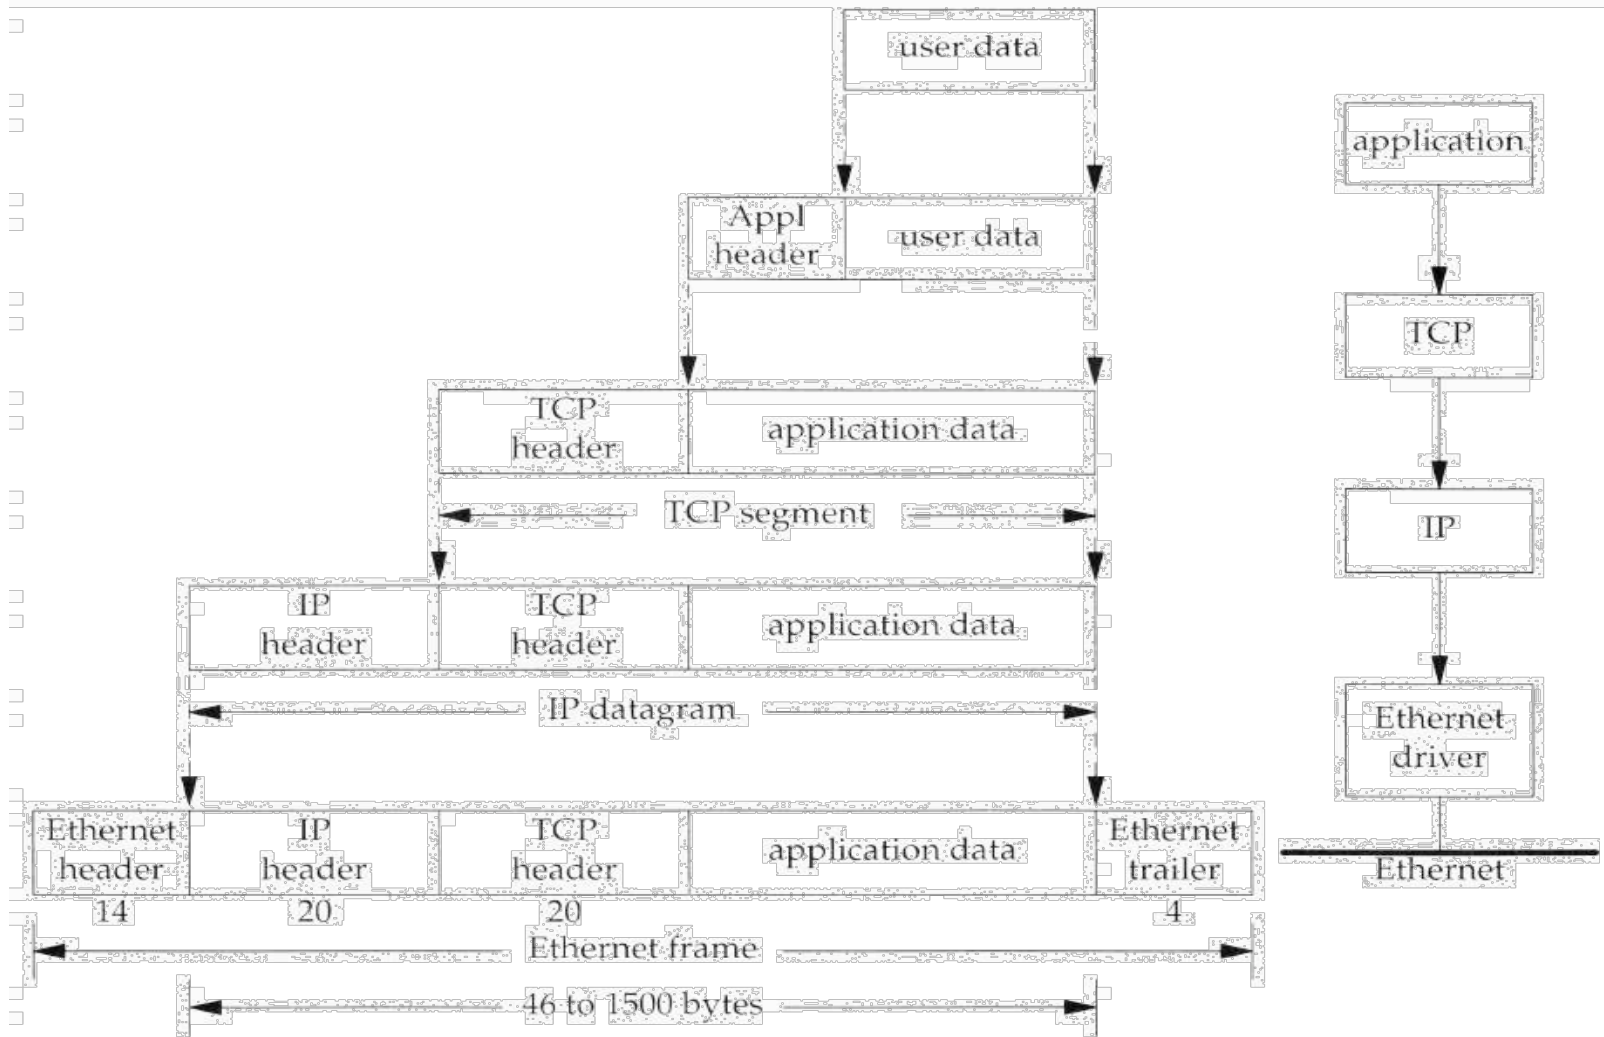 user data
application
Appl
header
user data
TCP
TCP
header
application data
TCP segment
IP
IP
header
TCP
header
application data
IP datagram
Ethernet
driver
Ethernet
header
IP
header
TCP
header
application data
Ethernet
trailer
Ethernet
14
20
20
4
Ethernet frame
46 to 1500 bytes